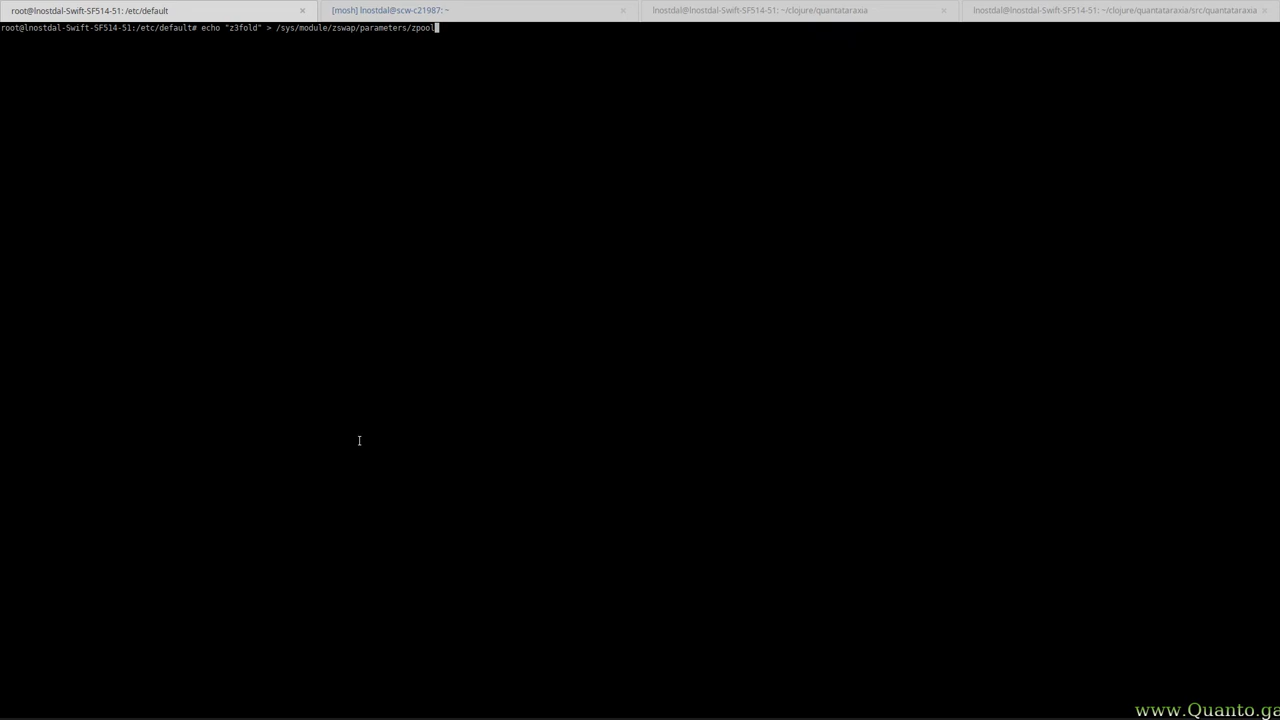 root@lnostdal-Swift-SF514-51: /etc/default
[mosh] lnostdal@scw-c21987: ~
lnostdal@lnostdal-Swift-SF514-51: ~/clojure/quantataraxia
lnostdal@lnostdal-Swift-SF514-51: ~/clojure/quantataraxia/src/quantataraxia
root@lnostdal-Swift-SF514-51:/etc/default# echo "z3fold" > /sys/module/zswap/parameters/zpool
www.Quanto.ga